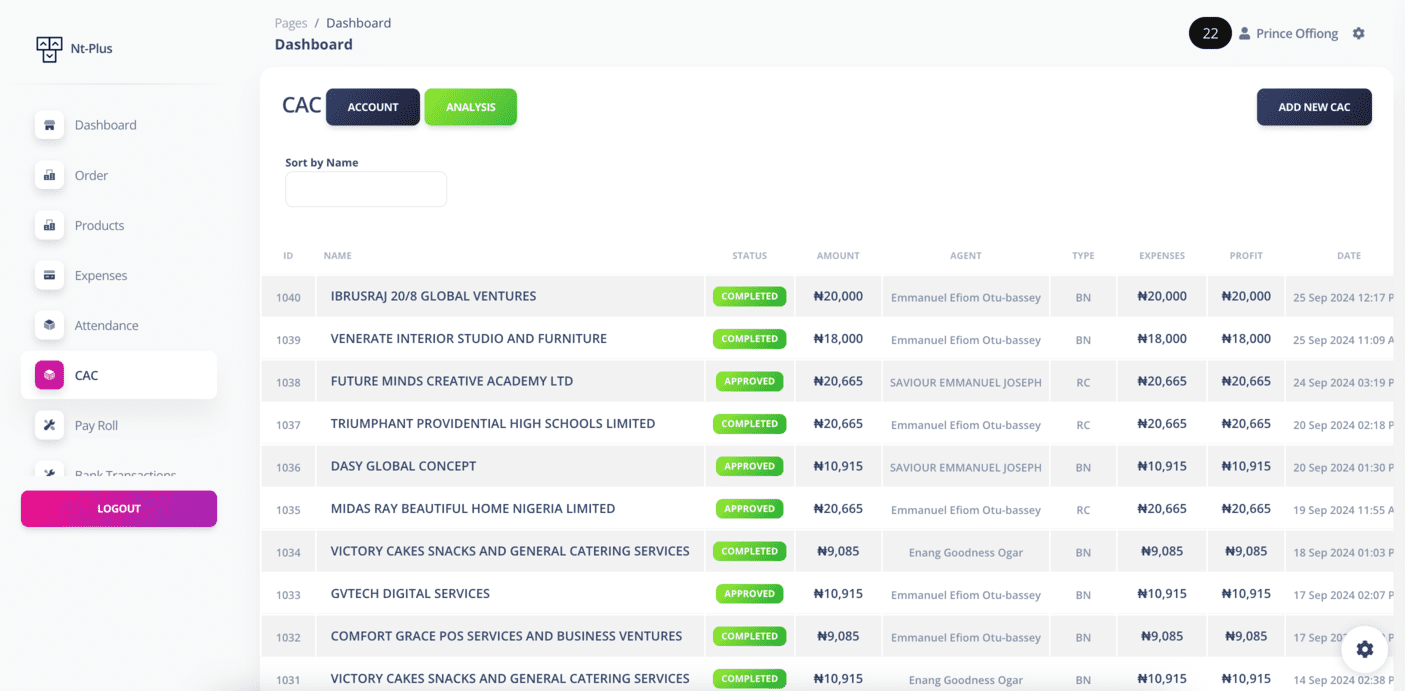 Pages / Dashboard
Dashboard
22
Prince Offiong
Nt-Plus
Dashboard
Order
Products
Expenses
Attendance
CAC
Pay Roll
Bank Transactions
LOGOUT
CAC ACCOUNT ANALYSIS ADD NEW CAC
Sort by Name
ID NAME STATUS AMOUNT AGENT TYPE EXPENSES PROFIT DATE
1040 IBRUSRAJ 20/8 GLOBAL VENTURES COMPLETED ₦20,000 Emmanuel Efiom Otu-bassey BN ₦20,000 ₦20,000 25 Sep 2024 12:17 P
1039 VENERATE INTERIOR STUDIO AND FURNITURE COMPLETED ₦18,000 Emmanuel Efiom Otu-bassey BN ₦18,000 ₦18,000 25 Sep 2024 11:09 A
1038 FUTURE MINDS CREATIVE ACADEMY LTD APPROVED ₦20,665 SAVIOUR EMMANUEL JOSEPH RC ₦20,665 ₦20,665 24 Sep 2024 03:19 P
1037 TRIUMPHANT PROVIDENTIAL HIGH SCHOOLS LIMITED COMPLETED ₦20,665 Emmanuel Efiom Otu-bassey RC ₦20,665 ₦20,665 20 Sep 2024 02:18 P
1036 DASY GLOBAL CONCEPT APPROVED ₦10,915 SAVIOUR EMMANUEL JOSEPH BN ₦10,915 ₦10,915 20 Sep 2024 01:30 P
1035 MIDAS RAY BEAUTIFUL HOME NIGERIA LIMITED APPROVED ₦20,665 Emmanuel Efiom Otu-bassey RC ₦20,665 ₦20,665 19 Sep 2024 11:55 A
1034 VICTORY CAKES SNACKS AND GENERAL CATERING SERVICES COMPLETED ₦9,085 Enang Goodness Ogar BN ₦9,085 ₦9,085 18 Sep 2024 01:03 P
1033 GVTECH DIGITAL SERVICES APPROVED ₦10,915 Emmanuel Efiom Otu-bassey BN ₦10,915 ₦10,915 17 Sep 2024 02:07 P
1032 COMFORT GRACE POS SERVICES AND BUSINESS VENTURES COMPLETED ₦9,085 Emmanuel Efiom Otu-bassey BN ₦9,085 ₦9,085 17 Sep
1031 VICTORY CAKES SNACKS AND GENERAL CATERING SERVICES COMPLETED ₦10,915 Enang Goodness Ogar BN ₦10,915 ₦10,915 14 Sep 2024 02:38 P